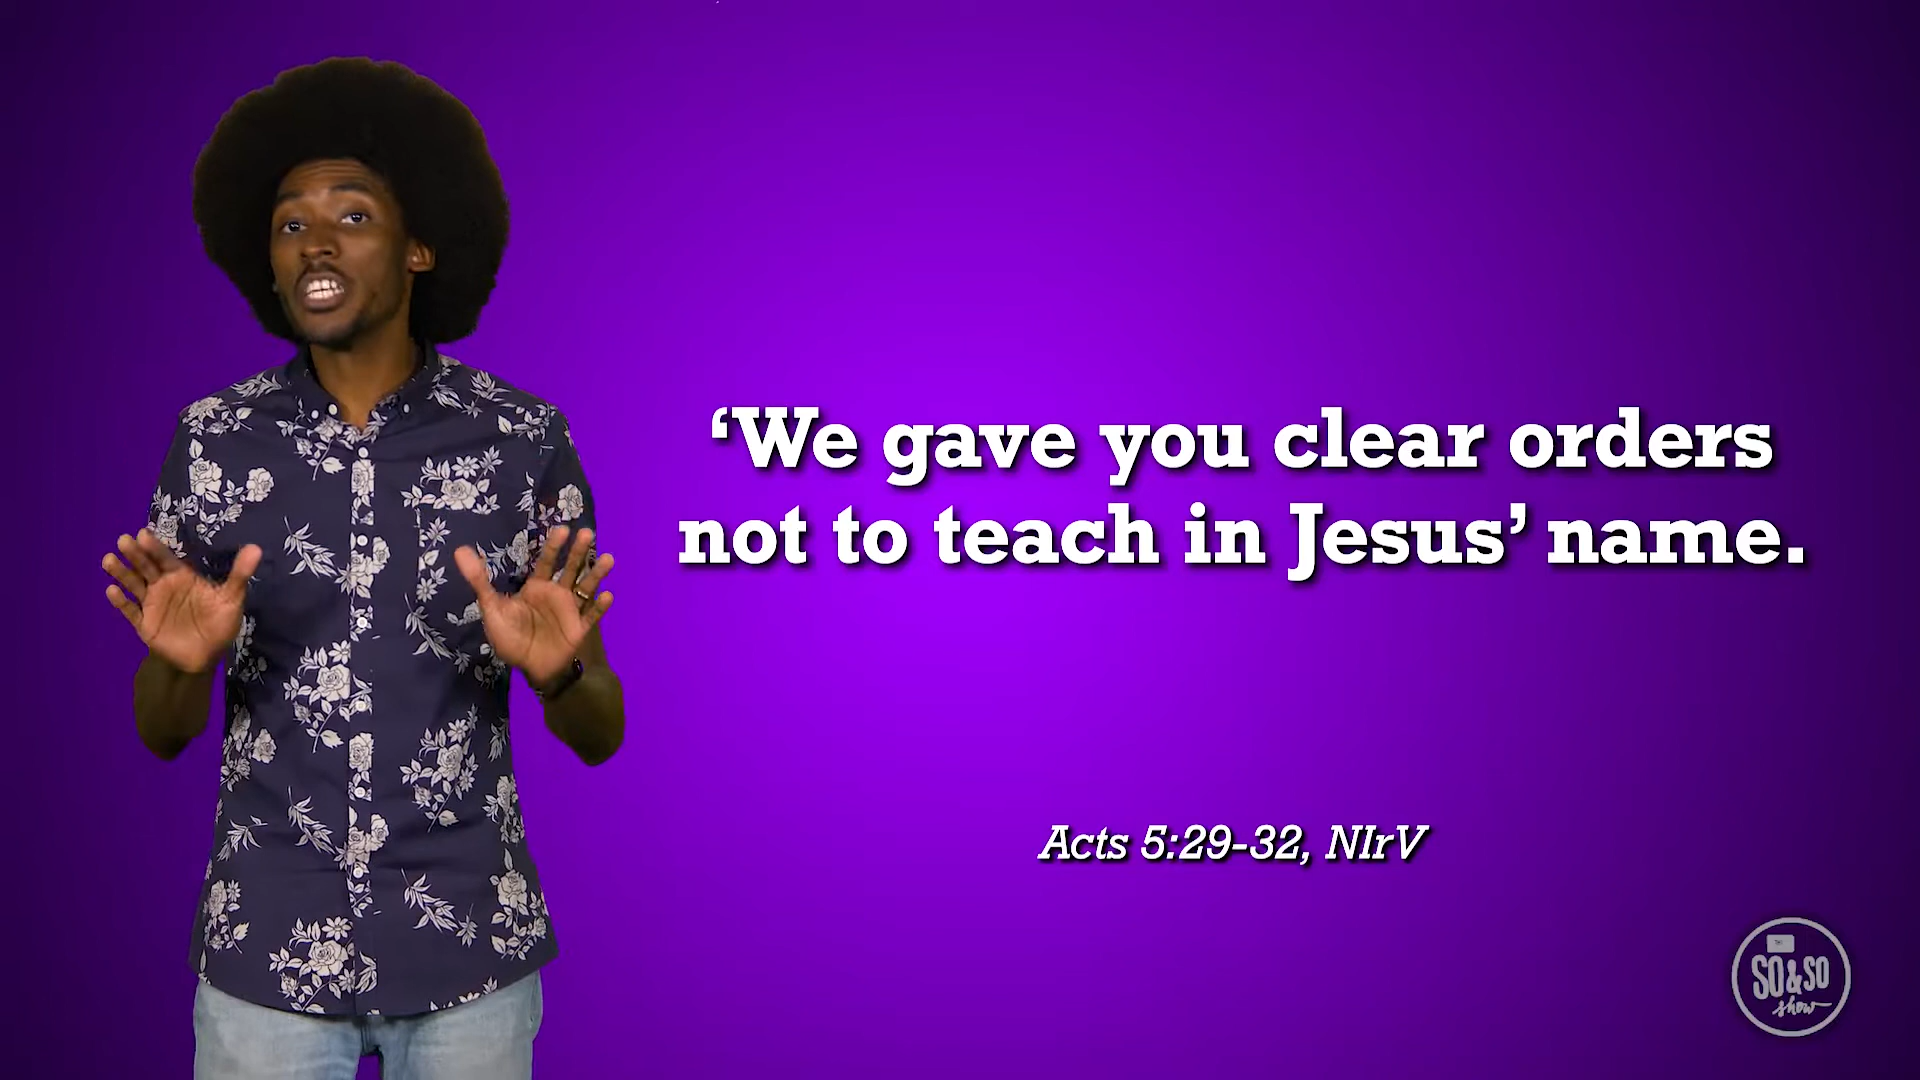 ‘We gave you clear orders
not to teach in Jesus’ name.
Acts 5:29-32, NIrV
SO&SO
show